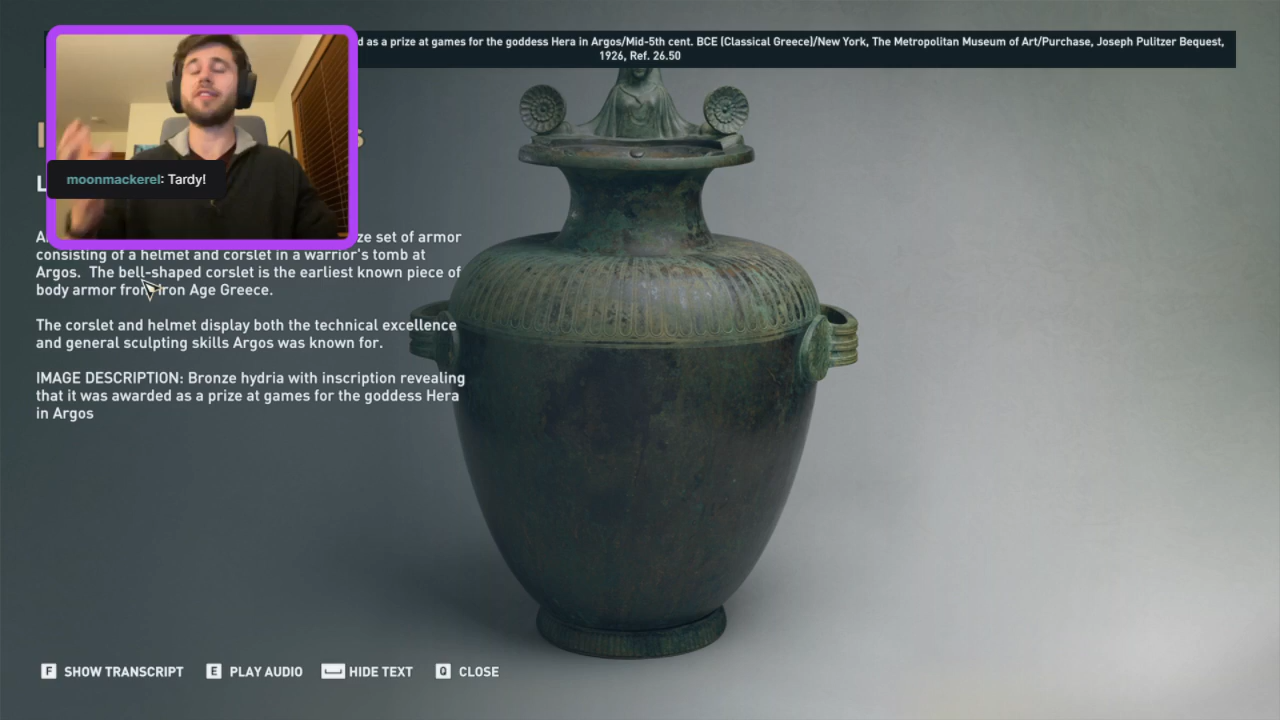 d as a prize at games for the goddess Hera in Argos/Mid-5th cent. BCE (Classical Greece)/New York, The Metropolitan Museum of Art/Purchase, Joseph Pulitzer Bequest,
1926, Ref. 26.50
moonmackerel: Tardy!
ze set of armor
consisting of a helmet and corslet in a warrior's tomb at
Argos. The bell-shaped corslet is the earliest known piece of
body armor from Iron Age Greece.
The corslet and helmet display both the technical excellence
and general sculpting skills Argos was known for.
IMAGE DESCRIPTION: Bronze hydria with inscription revealing
that it was awarded as a prize at games for the goddess Hera
in Argos
F SHOW TRANSCRIPT E PLAY AUDIO HIDE TEXT Q CLOSE